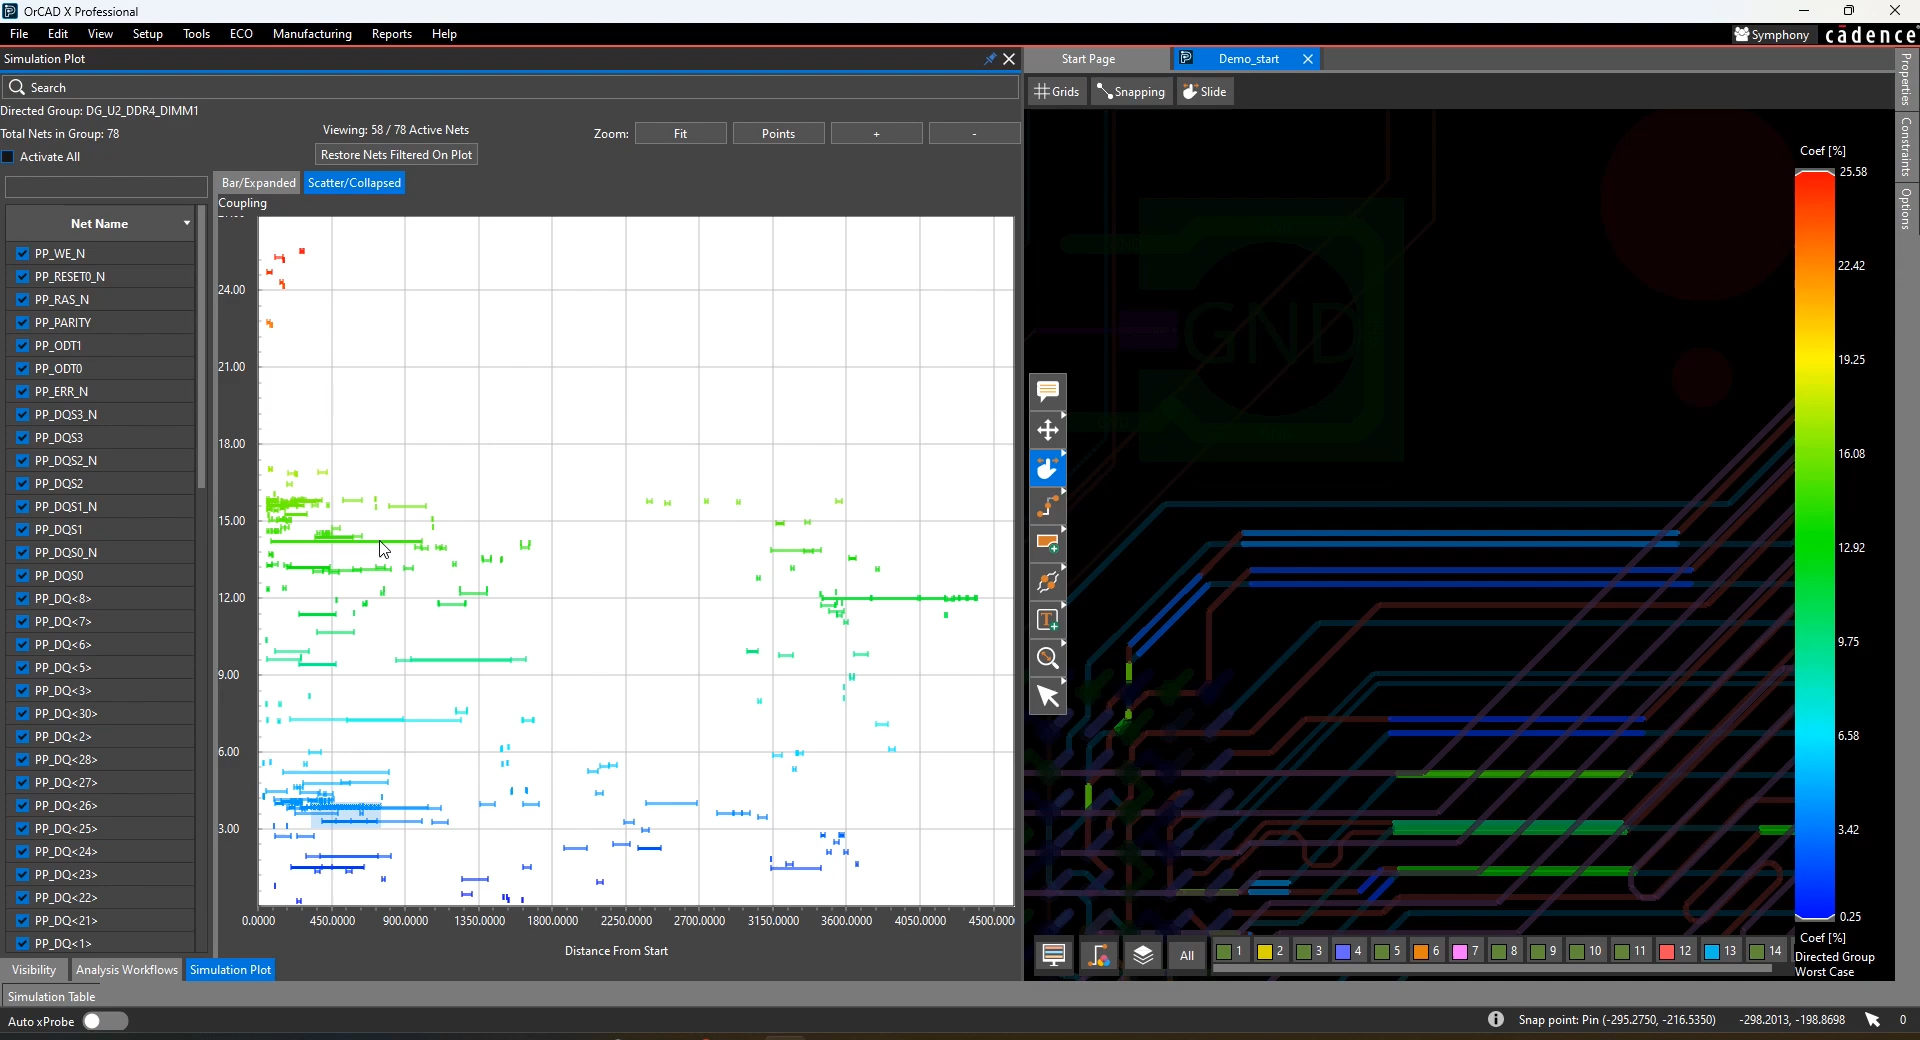 OrCAD X Professional
File Edit View Setup Tools ECO Manufacturing Reports Help
Symphony cādence
Simulation Plot
Start Page
Demo_start
Search
Grids
Snapping
Slide
Directed Group: DG_U2_DDR4_DIMM1
Total Nets in Group: 78
Viewing: 58 / 78 Active Nets
Zoom: Fit Points + -
Activate All
Restore Nets Filtered On Plot
Bar/Expanded
Scatter/Collapsed
Coupling
Net Name
PP_WE_N
PP_RESET0_N
PP_RAS_N
PP_PARITY
PP_ODT1
PP_ODT0
PP_ERR_N
PP_DQS3_N
PP_DQS3
PP_DQS2_N
PP_DQS2
PP_DQS1_N
PP_DQS1
PP_DQS0_N
PP_DQS0
PP_DQ<8>
PP_DQ<7>
PP_DQ<6>
PP_DQ<5>
PP_DQ<3>
PP_DQ<30>
PP_DQ<2>
PP_DQ<28>
PP_DQ<27>
PP_DQ<26>
PP_DQ<25>
PP_DQ<24>
PP_DQ<23>
PP_DQ<22>
PP_DQ<21>
PP_DQ<1>
24.00
21.00
18.00
15.00
12.00
9.00
6.00
3.00
0.0000 450.0000 900.0000 1350.0000 1800.0000 2250.0000 2700.0000 3150.0000 3600.0000 4050.0000 4500.000
Distance From Start
GND
Coef [%]
25.58
22.42
19.25
16.08
12.92
9.75
6.58
3.42
0.25
Coef [%]
Directed Group
Worst Case
Properties
Constraints
Options
All 1 2 3 4 5 6 7 8 9 10 11 12 13 14
Visibility
Analysis Workflows
Simulation Plot
Simulation Table
Auto xProbe
Snap point: Pin (-295.2750, -216.5350)
-298.2013, -198.8698
0